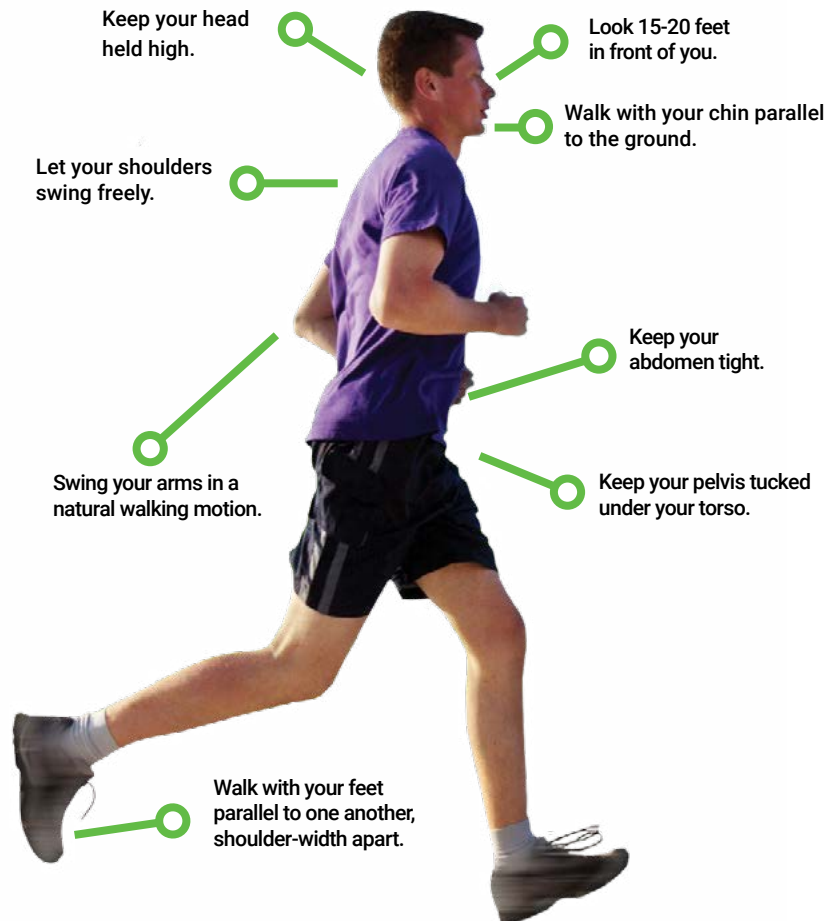 Keep your head
held high.
Look 15-20 feet
in front of you.
Walk with your chin parallel
to the ground.
Let your shoulders
swing freely.
Keep your
abdomen tight.
Swing your arms in a
natural walking motion.
Keep your pelvis tucked
under your torso.
Walk with your feet
parallel to one another,
shoulder-width apart.